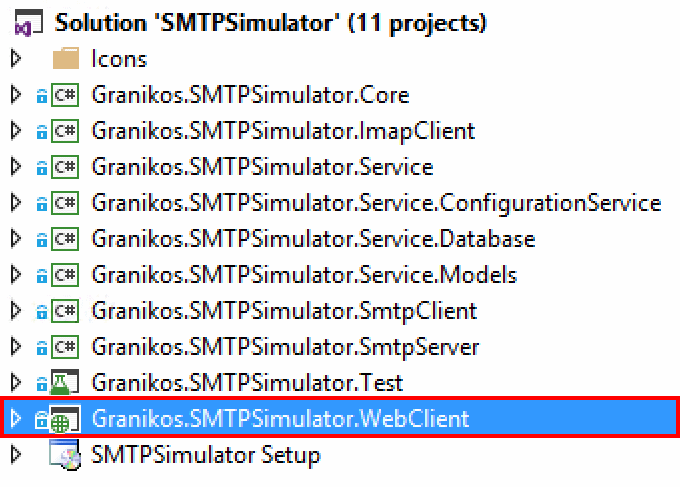 Solution 'SMTPSimulator' (11 projects)
Icons
C# Granikos.SMTPSimulator.Core
C# Granikos.SMTPSimulator.ImapClient
C# Granikos.SMTPSimulator.Service
C# Granikos.SMTPSimulator.Service.ConfigurationService
C# Granikos.SMTPSimulator.Service.Database
C# Granikos.SMTPSimulator.Service.Models
C# Granikos.SMTPSimulator.SmtpClient
C# Granikos.SMTPSimulator.SmtpServer
Granikos.SMTPSimulator.Test
Granikos.SMTPSimulator.WebClient
SMTPSimulator Setup